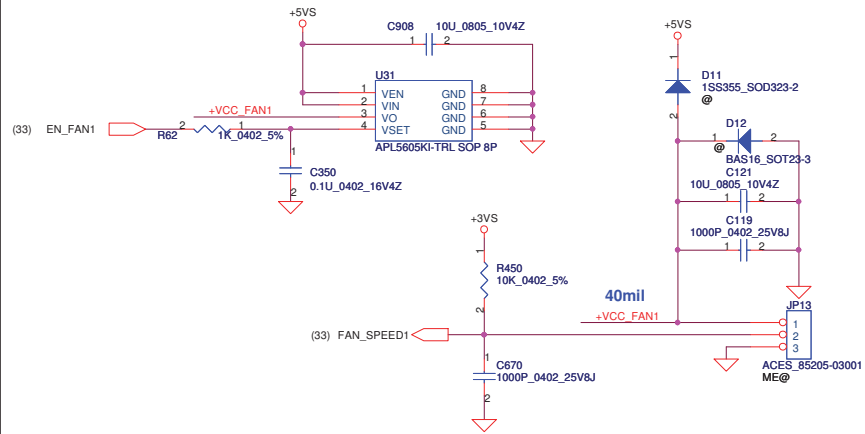 +5VS
C908 10U_0805_10V4Z
1 2
U31
1 VEN GND 8
2 VIN GND 7
3 VO GND 6
4 VSET GND 5
+VCC_FAN1
APL5605KI-TRL SOP 8P
(33) EN_FAN1
2 1
R62 1K_0402_5%
1
C350
0.1U_0402_16V4Z
2
+5VS
1
D11
1SS355_SOD323-2
@
2
D12
1 2
@
BAS16_SOT23-3
C121
10U_0805_10V4Z
1 2
C119
1000P_0402_25V8J
1 2
+3VS
1
R450
10K_0402_5%
2
40mil
+VCC_FAN1
JP13
1
2
3
ACES_85205-03001
ME@
(33) FAN_SPEED1
1
C670
1000P_0402_25V8J
2